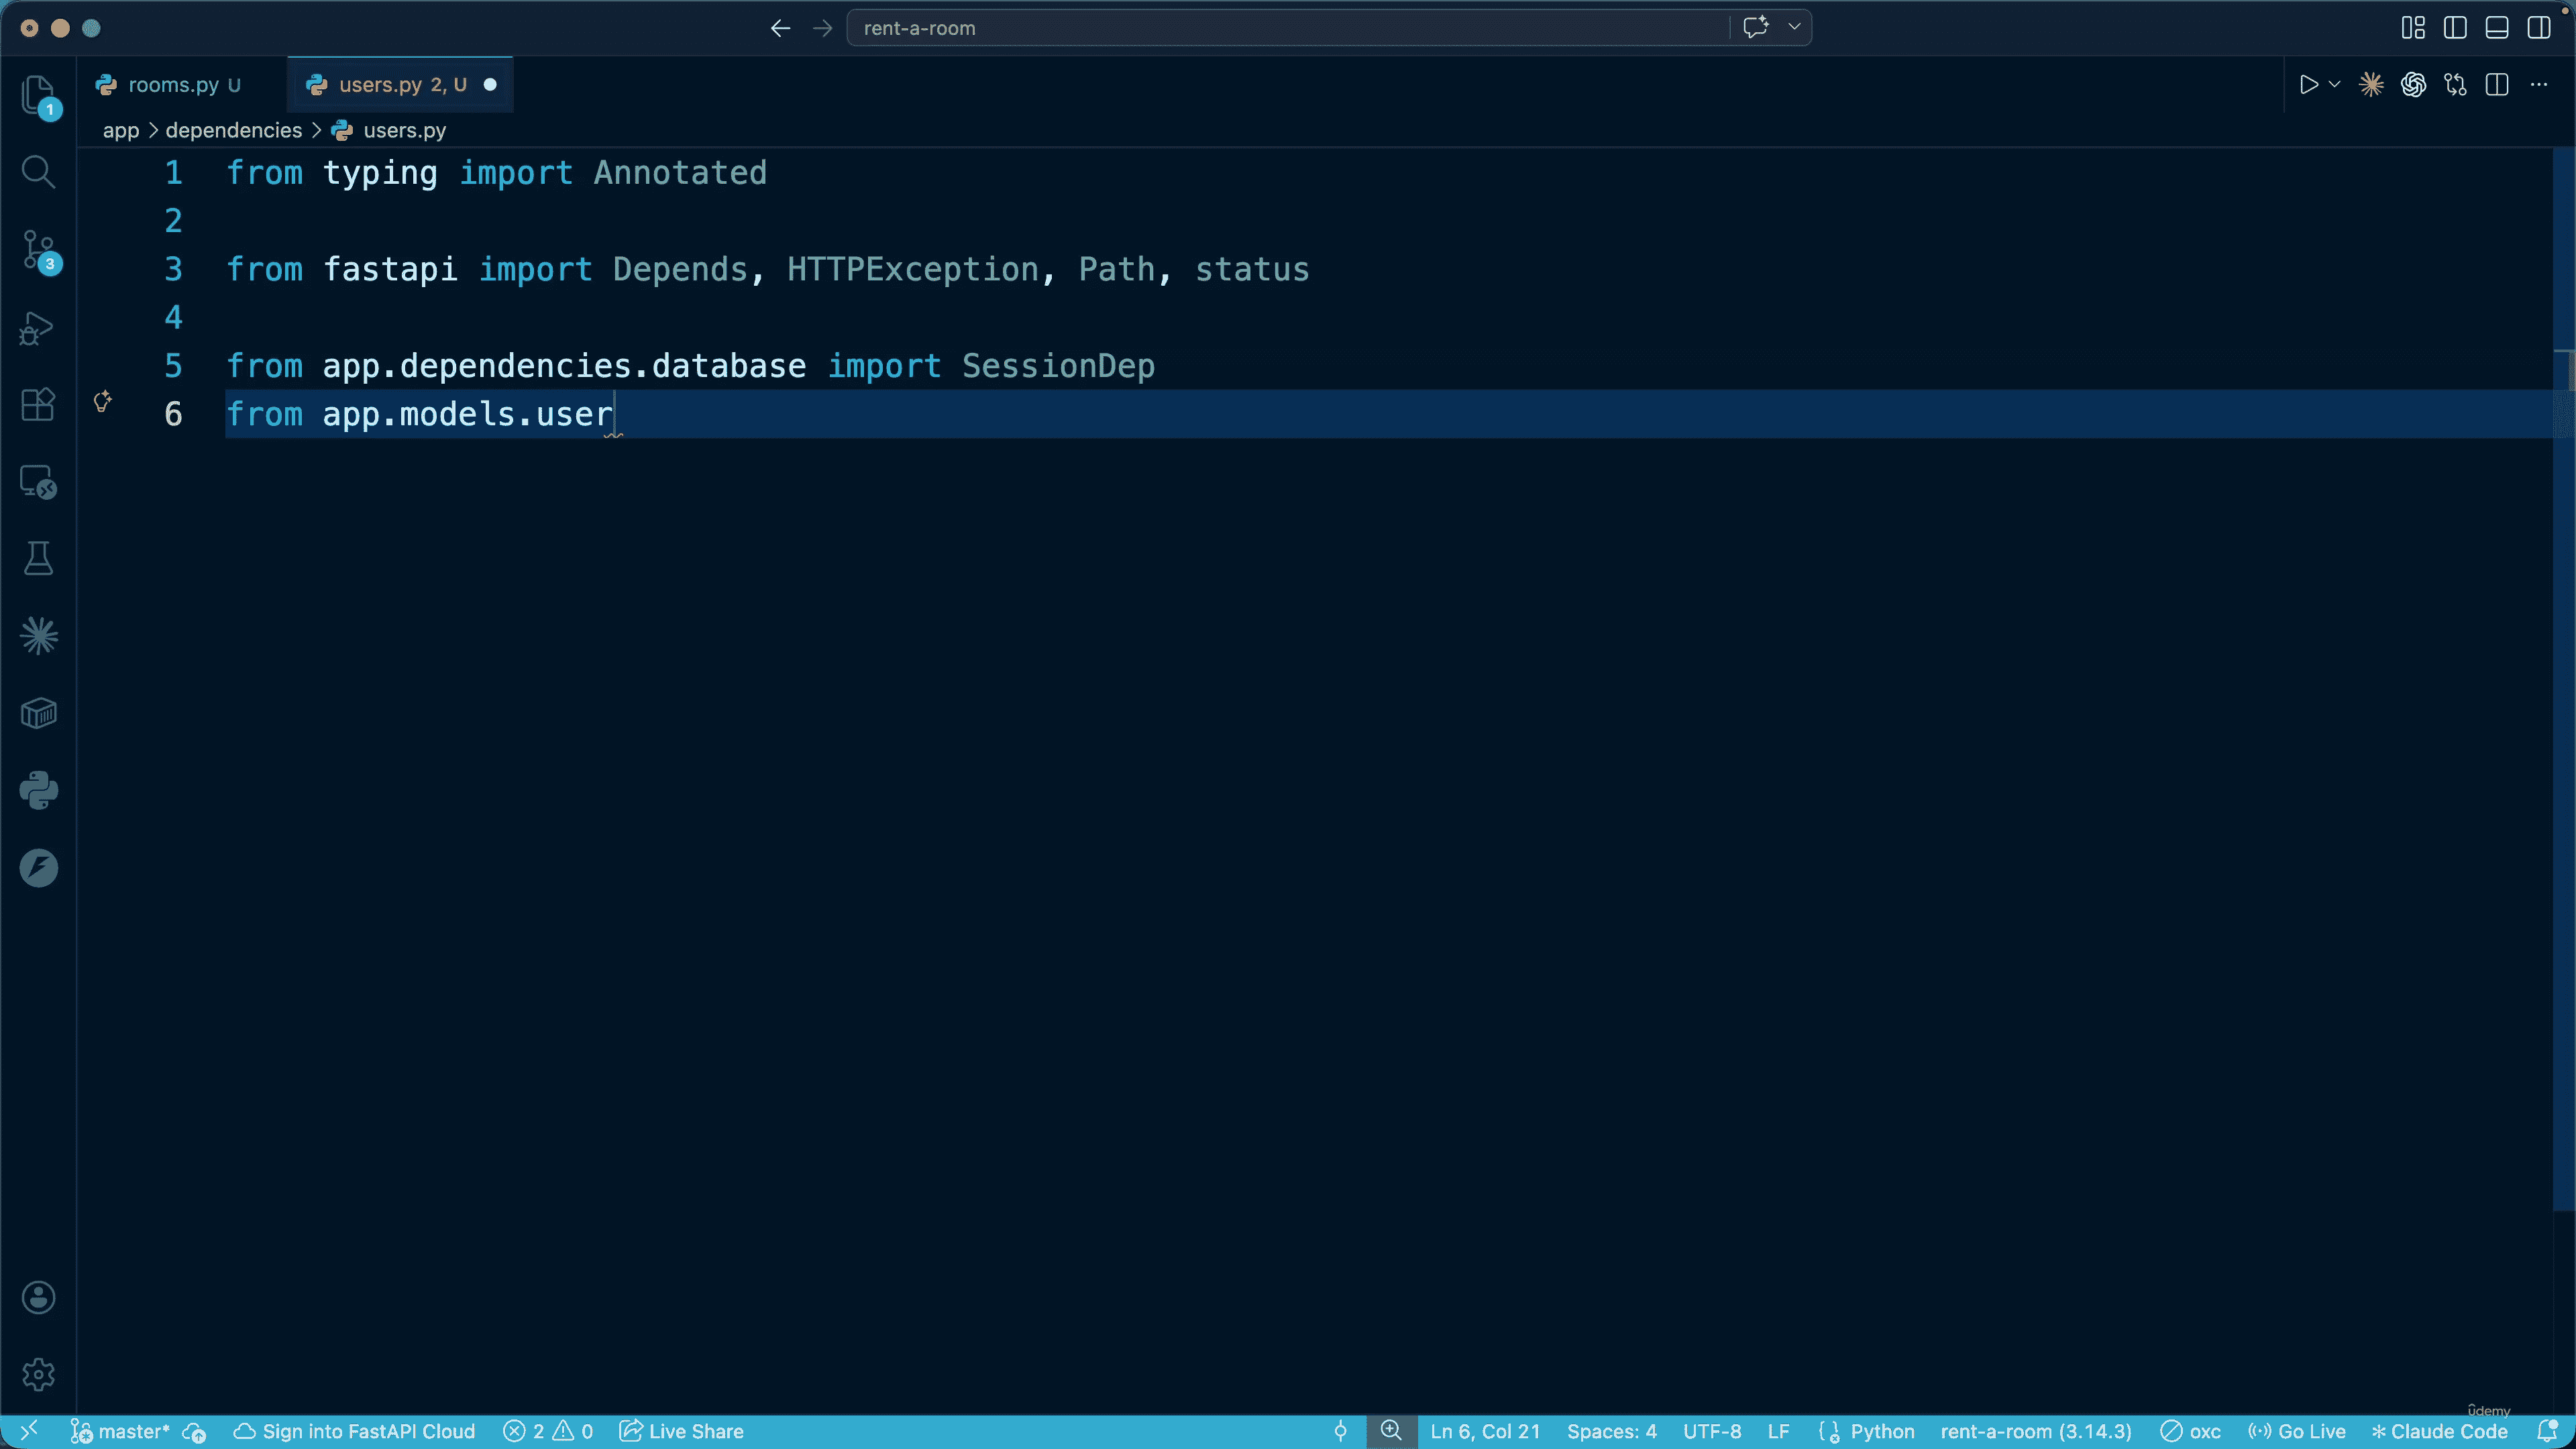 rent-a-room
rooms.py U
users.py 2, U
app > dependencies > users.py
1 from typing import Annotated
2
3 from fastapi import Depends, HTTPException, Path, status
4
5 from app.dependencies.database import SessionDep
6 from app.models.user
1
3
udemy
master* Sign into FastAPI Cloud 2 0 Live Share Ln 6, Col 21 Spaces: 4 UTF-8 LF Python rent-a-room (3.14.3) oxc Go Live Claude Code